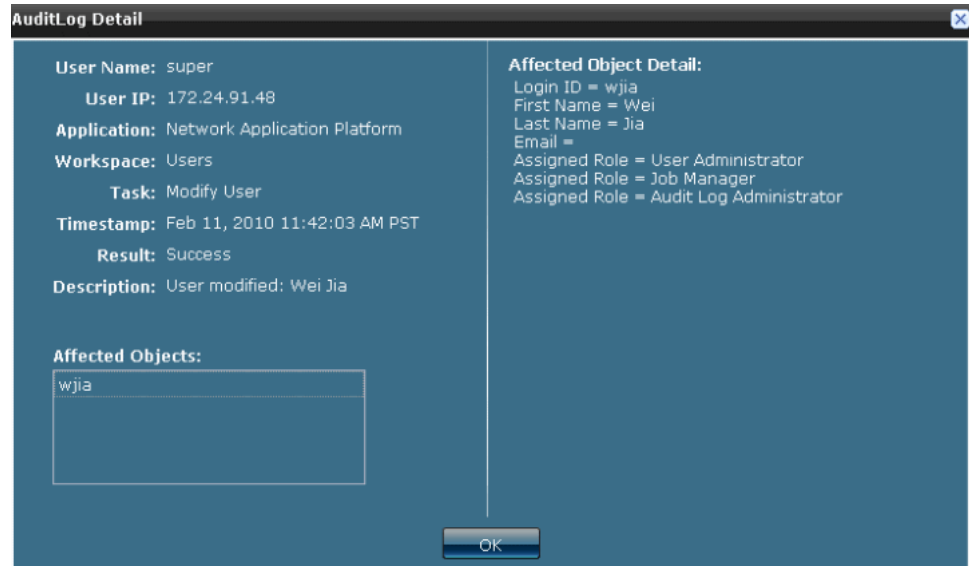 AuditLog Detail
User Name: super
User IP: 172.24.91.48
Application: Network Application Platform
Workspace: Users
Task: Modify User
Timestamp: Feb 11, 2010 11:42:03 AM PST
Result: Success
Description: User modified: Wei Jia
Affected Objects:
wjia
Affected Object Detail:
Login ID = wjia
First Name = Wei
Last Name = Jia
Email =
Assigned Role = User Administrator
Assigned Role = Job Manager
Assigned Role = Audit Log Administrator
OK